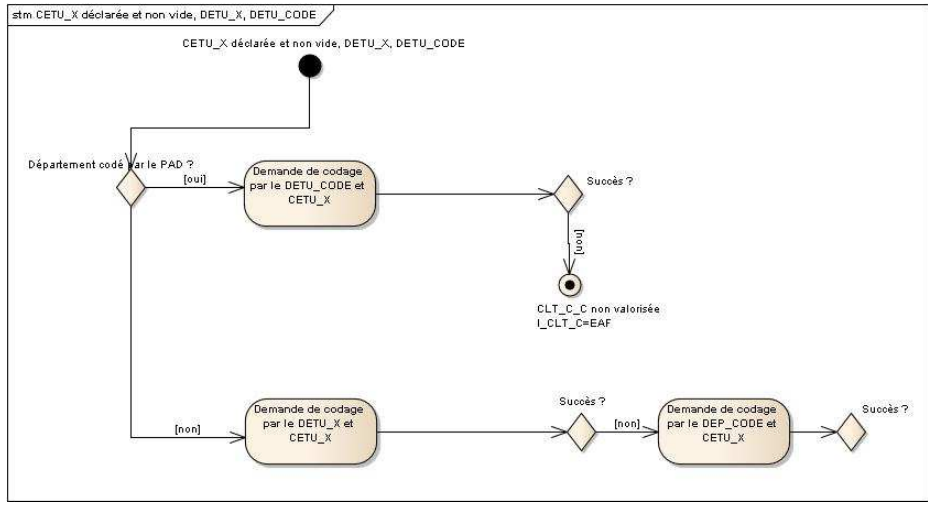 stm CETU_X déclarée et non vide, DETU_X, DETU_CODE
CETU_X déclarée et non vide, DETU_X, DETU_CODE
Département codé par le PAD ?
[oui]
Demande de codage
par le DETU_CODE et
CETU_X
Succès ?
[non]
CLT_C_C non valorisée
I_CLT_C=EAF
[non]
Demande de codage
par le DETU_X et
CETU_X
Succès ?
[non]
Demande de codage
par le DEP_CODE et
CETU_X
Succès ?